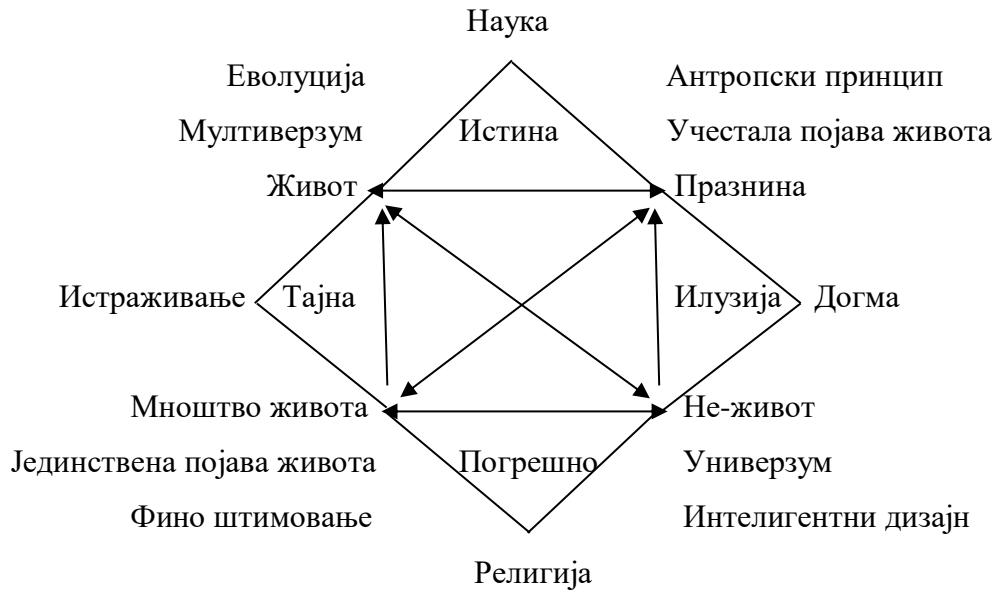 Наука
Еволуција Антропски принцип
Мултиверзум Истина Учестала појава живота
Живот Празнина
Истраживање Тајна Илузија Догма
Мноштво живота Не-живот
Јединствена појава живота Погрешно Универзум
Фино штимовање Интелигентни дизајн
Религија